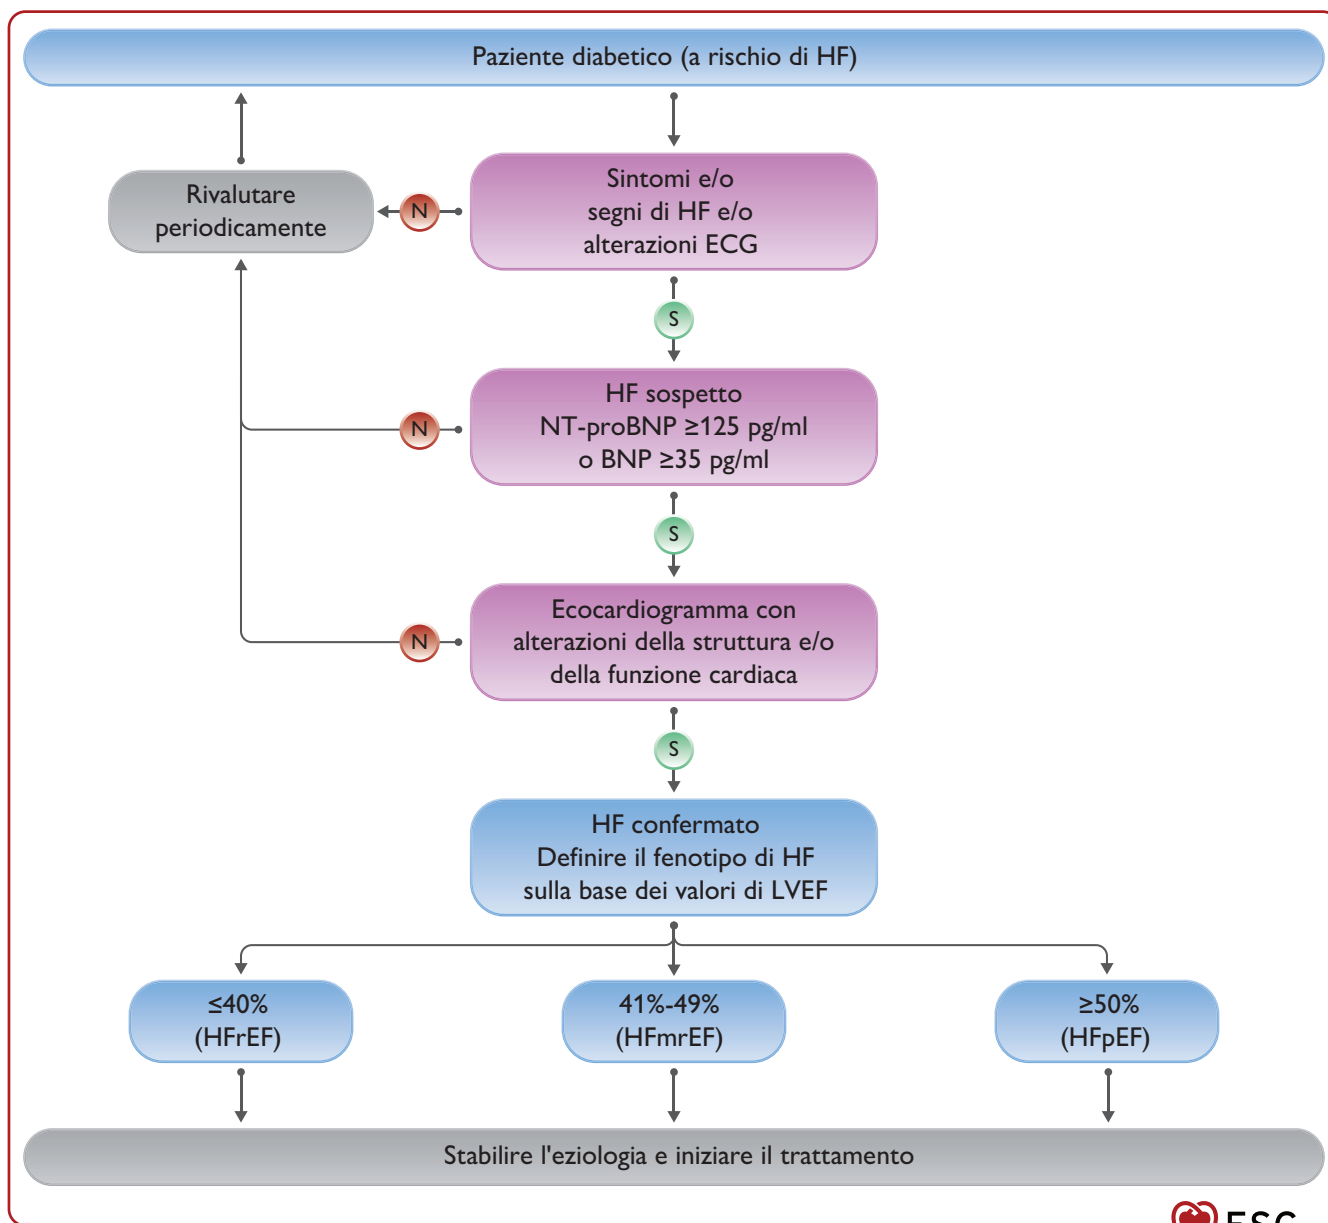 Paziente diabetico (a rischio di HF)
Rivalutare
periodicamente
N
Sintomi e/o
segni di HF e/o
alterazioni ECG
S
N
HF sospetto
NT-proBNP ≥125 pg/ml
o BNP ≥35 pg/ml
S
N
Ecocardiogramma con
alterazioni della struttura e/o
della funzione cardiaca
S
HF confermato
Definire il fenotipo di HF
sulla base dei valori di LVEF
≤40%
(HFrEF)
41%-49%
(HFmrEF)
≥50%
(HFpEF)
Stabilire l'eziologia e iniziare il trattamento
ESC